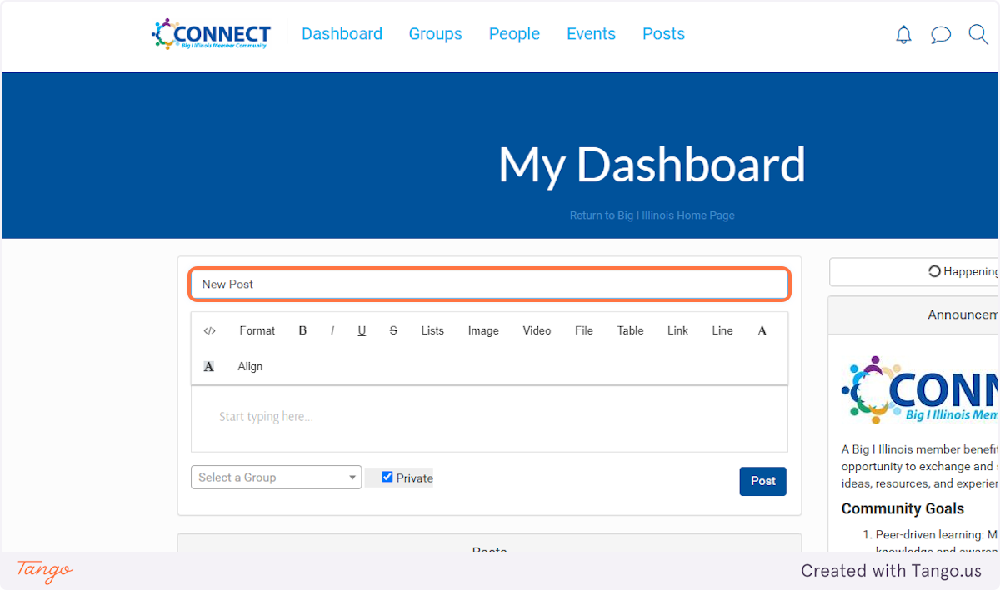 CONNECT
Big I Illinois Member Community
Dashboard Groups People Events Posts
My Dashboard
Return to Big I Illinois Home Page
New Post
Happening
</> Format B I U S Lists Image Video File Table Link Line A
Announcem
A Align
CONN
Big I Illinois Mem
Start typing here...
A Big I Illinois member benefit
opportunity to exchange and s
ideas, resources, and experien
Select a Group Private Post
Community Goals
1. Peer-driven learning: M
knowledge and awaren
Posts
Tango Created with Tango.us